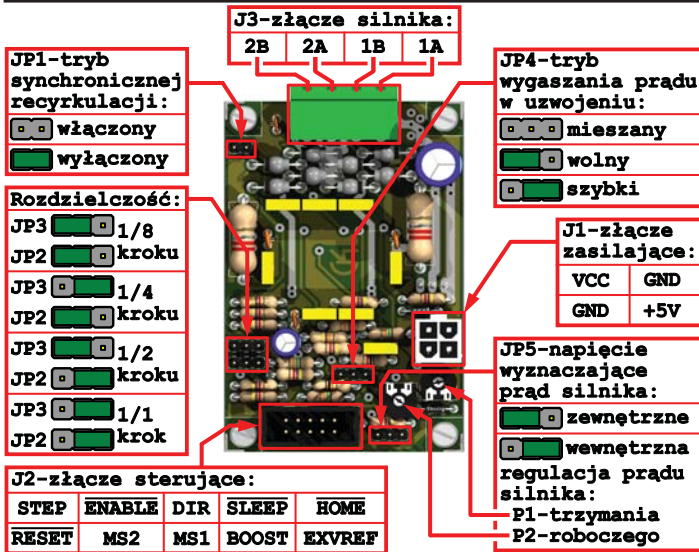 J3-złącze silnika:
2B 2A 1B 1A
JP1-tryb
synchronicznej
recyrkulacji:
włączony
wyłączony
JP4-tryb
wygaszania prądu
w uzwojeniu:
mieszany
wolny
szybki
Rozdzielczość:
JP3 1/8
JP2 kroku
JP3 1/4
JP2 kroku
JP3 1/2
JP2 kroku
JP3 1/1
JP2 krok
J1-złącze
zasilające:
VCC GND
GND +5V
JP5-napięcie
wyznaczające
prąd silnika:
zewnętrzne
wewnętrzna
regulacja prądu
silnika:
P1-trzymania
P2-roboczego
J2-złącze sterujące:
STEP ENABLE DIR SLEEP HOME
RESET MS2 MS1 BOOST EXVREF